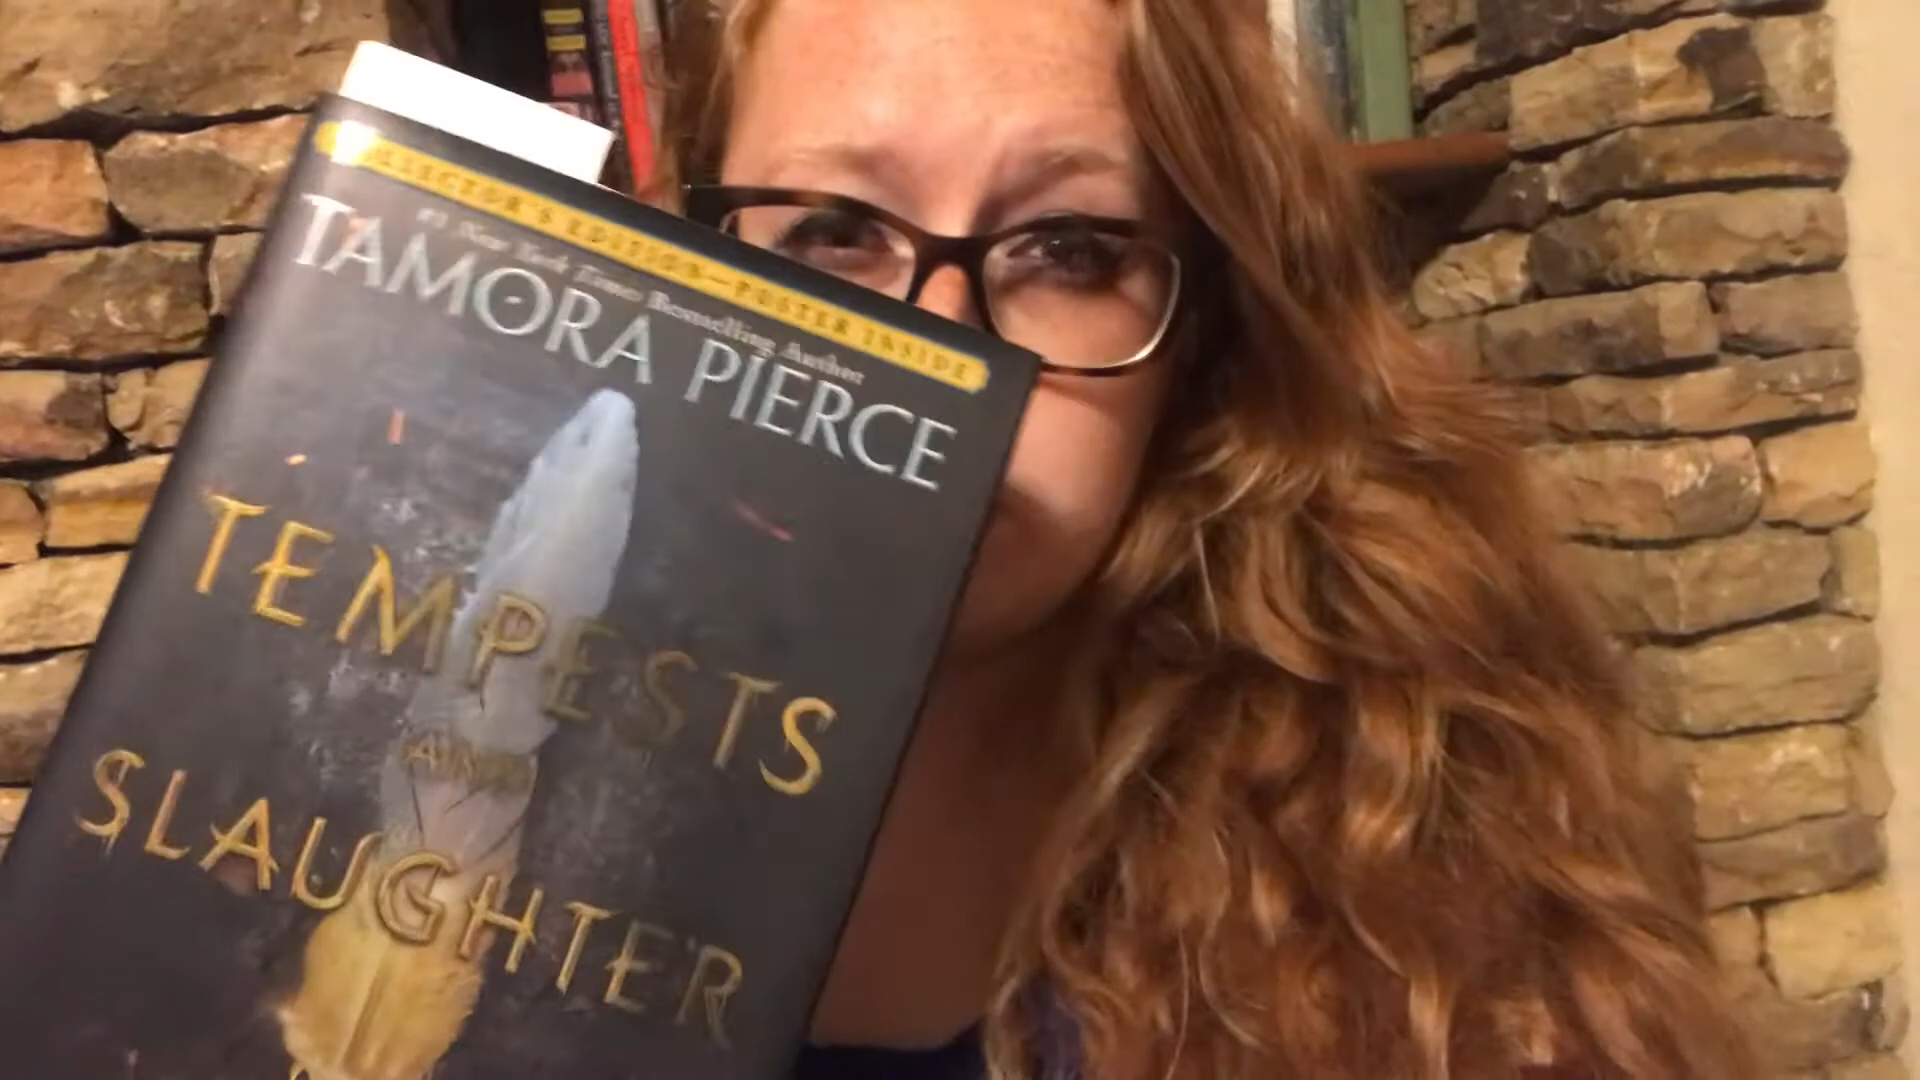 COLLECTOR'S EDITION—POSTER INSIDE
#1 New York Times Bestselling Author
TAMORA PIERCE
TEMPESTS
AND
SLAUGHTER